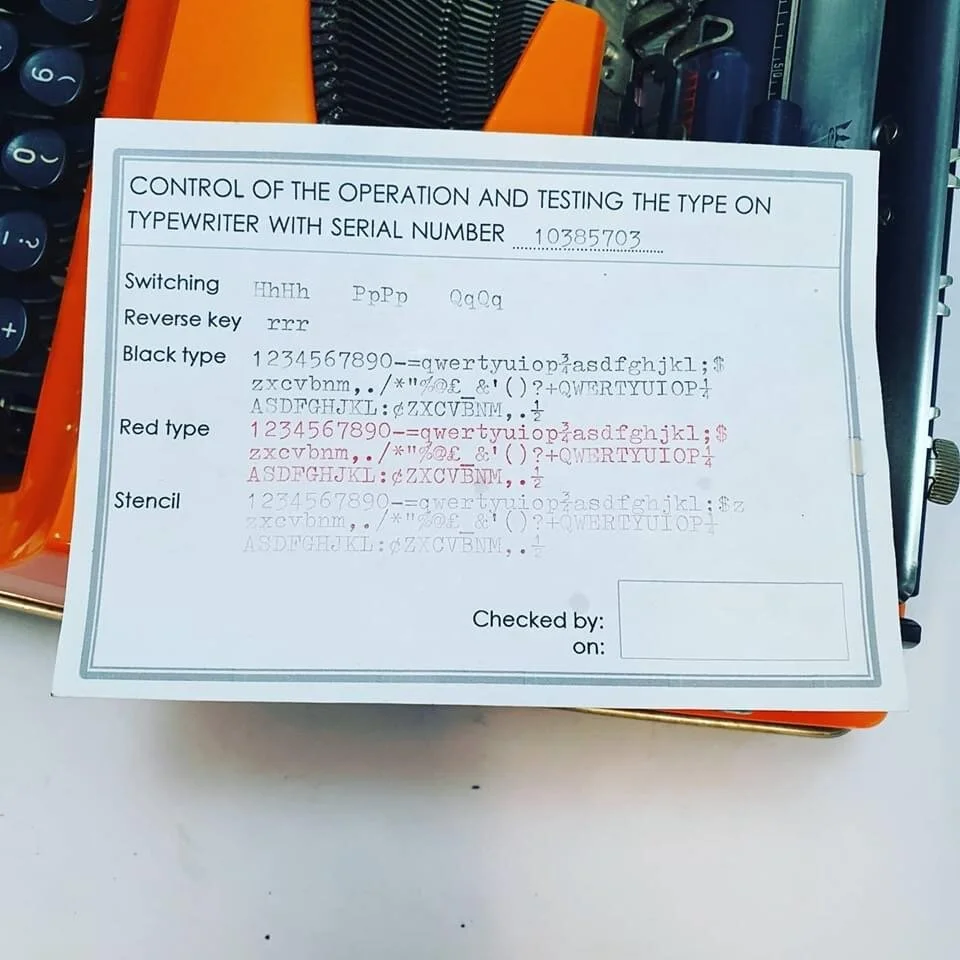 CONTROL OF THE OPERATION AND TESTING THE TYPE ON
TYPEWRITER WITH SERIAL NUMBER 10385703
Switching HhHh PpPp QqQq
Reverse key rrr
Black type 1234567890-=qwertyuiop¾asdfghjkl;$
zxcvbnm,./*"%@£_&'()?+QWERTYUIOP¼
ASDFGHJKL:¢ZXCVBNM,.½
Red type 1234567890-=qwertyuiop¾asdfghjkl;$
zxcvbnm,./*"%@£_&'()?+QWERTYUIOP¼
ASDFGHJKL:¢ZXCVBNM,.½
Stencil 1234567890-=qwertyuiop¾asdfghjkl;$z
zxcvbnm,./*"%@£_&'()?+QWERTYUIOP¼
ASDFGHJKL:¢ZXCVBNM,.½
Checked by:
on: